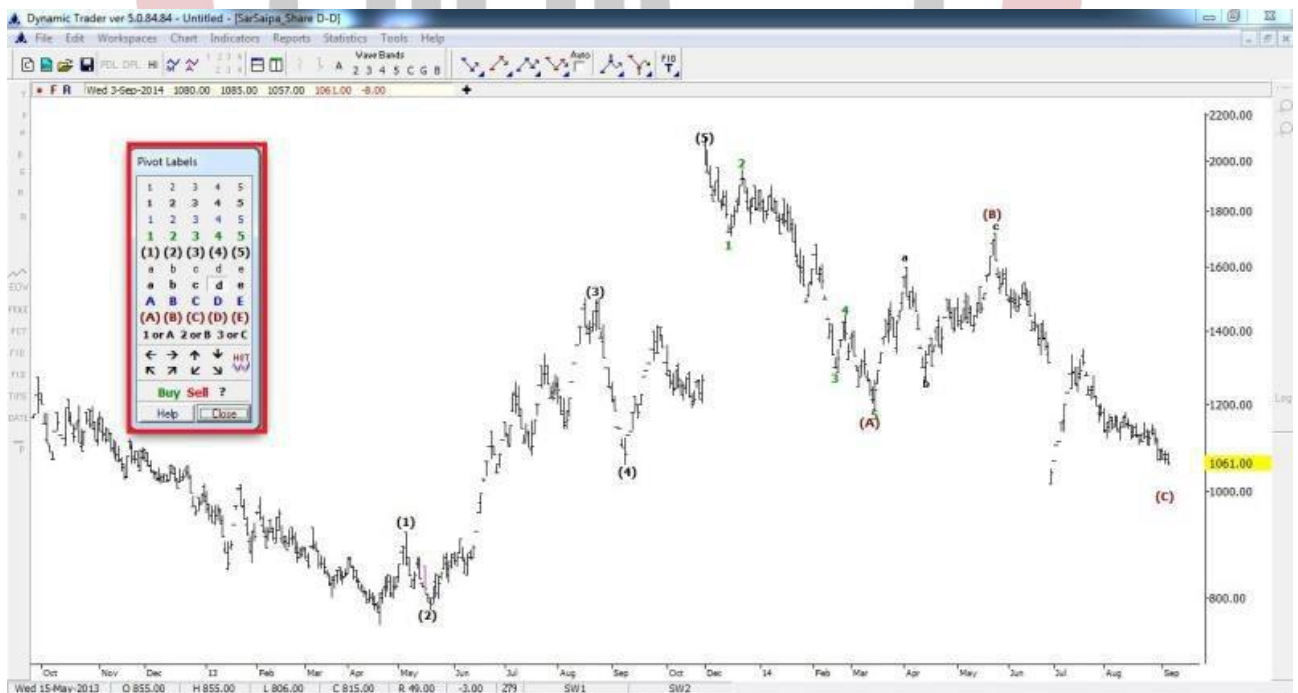 Dynamic Trader ver 5.0.84.84 - Untitled - [SarSaipa_Share D-D]
File Edit Workspaces Chart Indicators Reports Statistics Tools Help
PDL DPL HI
Wave Bands
A 2 3 4 5 C G B
Auto
F R Wed 3-Sep-2014 1080.00 1085.00 1057.00 1061.00 -8.00
Pivot Labels
1 2 3 4 5
1 2 3 4 5
1 2 3 4 5
1 2 3 4 5
(1) (2) (3) (4) (5)
a b c d e
a b c d e
A B C D E
(A) (B) (C) (D) (E)
1 or A 2 or B 3 or C
Buy Sell ?
Help Close
(5)
2
1
(B)
c
a
(3)
4
b
3
(A)
(4)
(C)
(1)
(2)
2200.00
2000.00
1800.00
1600.00
1400.00
1200.00
1061.00
1000.00
800.00
Oct Nov Dec 13 Feb Mar Apr May Jun Jul Aug Sep Oct Dec 14 Feb Mar Apr May Jun Jul Aug Sep
Wed 15-May-2013 O 855.00 H 855.00 L 806.00 C 815.00 R 49.00 -3.00 279 SW1 SW2
Log